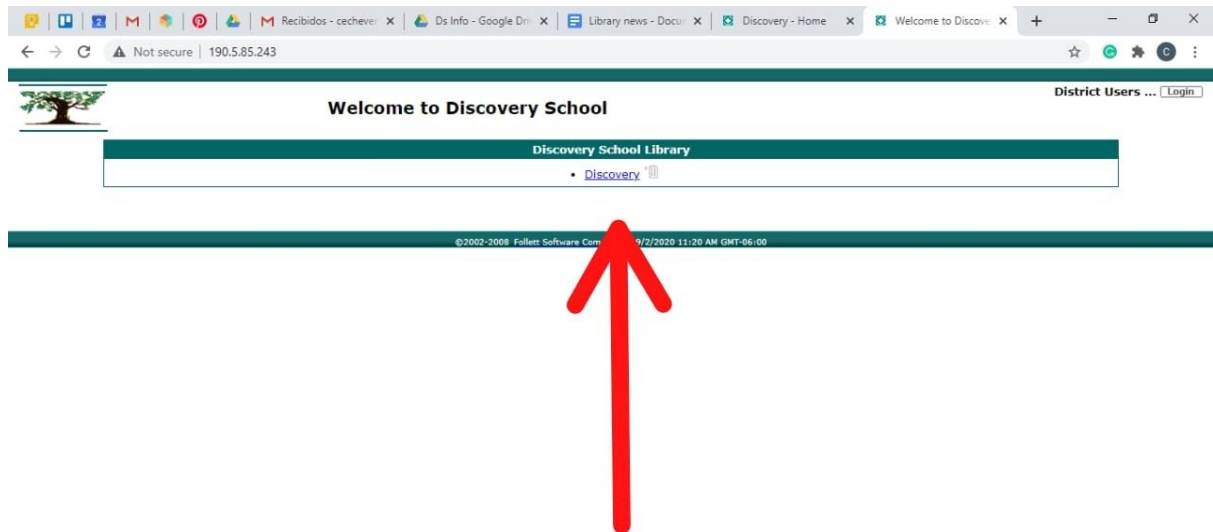 2
Recibidos - cechever
Ds Info - Google Dri
Library news - Docu
Discovery - Home
Welcome to Discove
Not secure | 190.5.85.243
C
District Users ... Login
Welcome to Discovery School
Discovery School Library
• Discovery
©2002-2008 Follett Software Com 9/2/2020 11:20 AM GMT-06:00